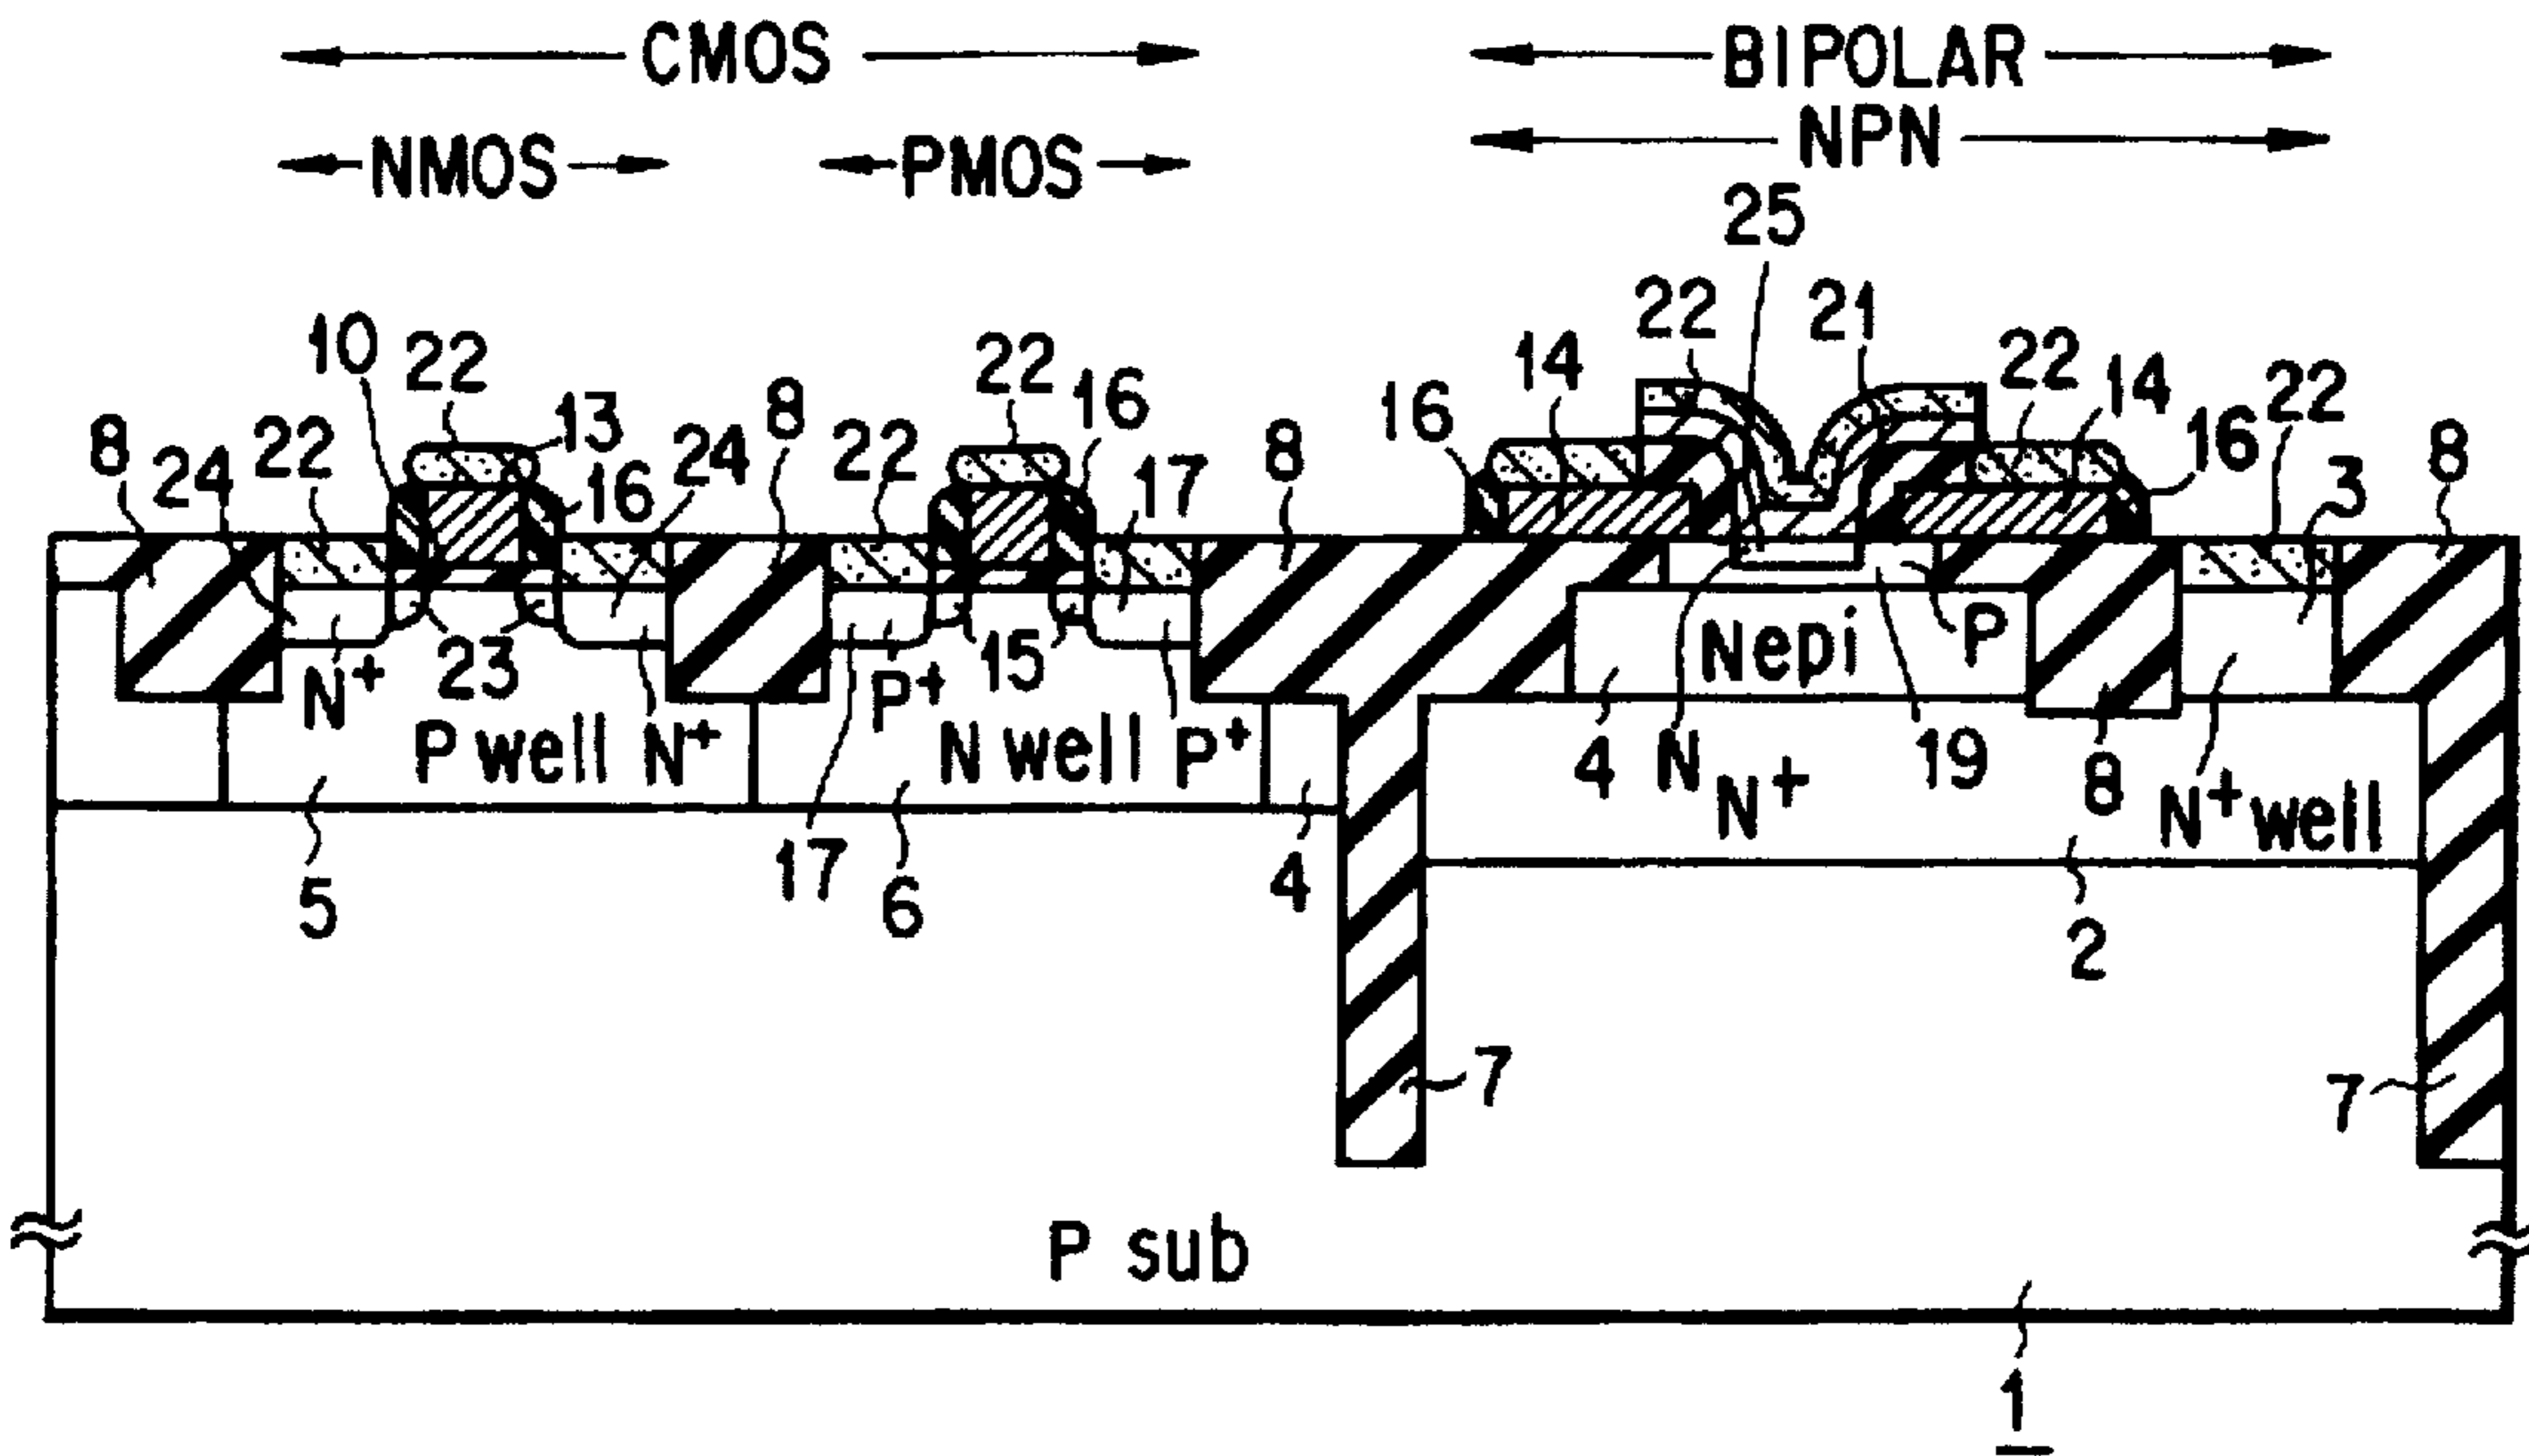 CMOS BIPOLAR
NMOS PMOS NPN
25
22 21
10 22 22 14 22 14 22
8 24 22 13 16 24 8 22 16 17 8 16 16 3 8
N+ 23 P+ 15 Nepi P
P well N+ N well P+ 4 N N+ 19 8 N+ well
5 17 6 4 2
7 7
P sub
1